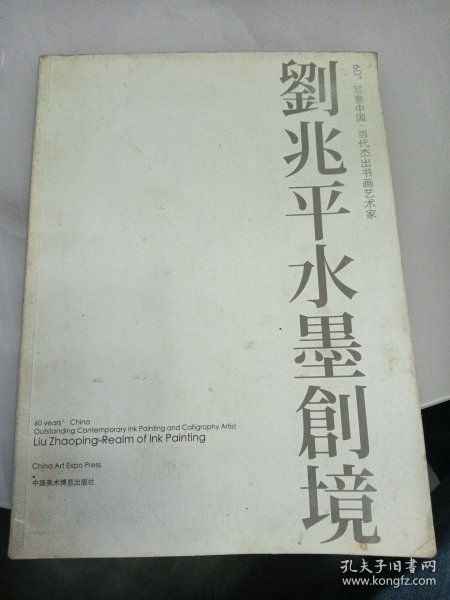 劉兆平水墨創境
60”写意中国·当代杰出书画艺术家
60 years' China
Outstanding Contemporary Ink Painting and Calligraphy Artist
Liu Zhaoping-Realm of Ink Painting
China Art Expo Press
中国美术博览出版社
孔夫子旧书网
www.kongfz.com